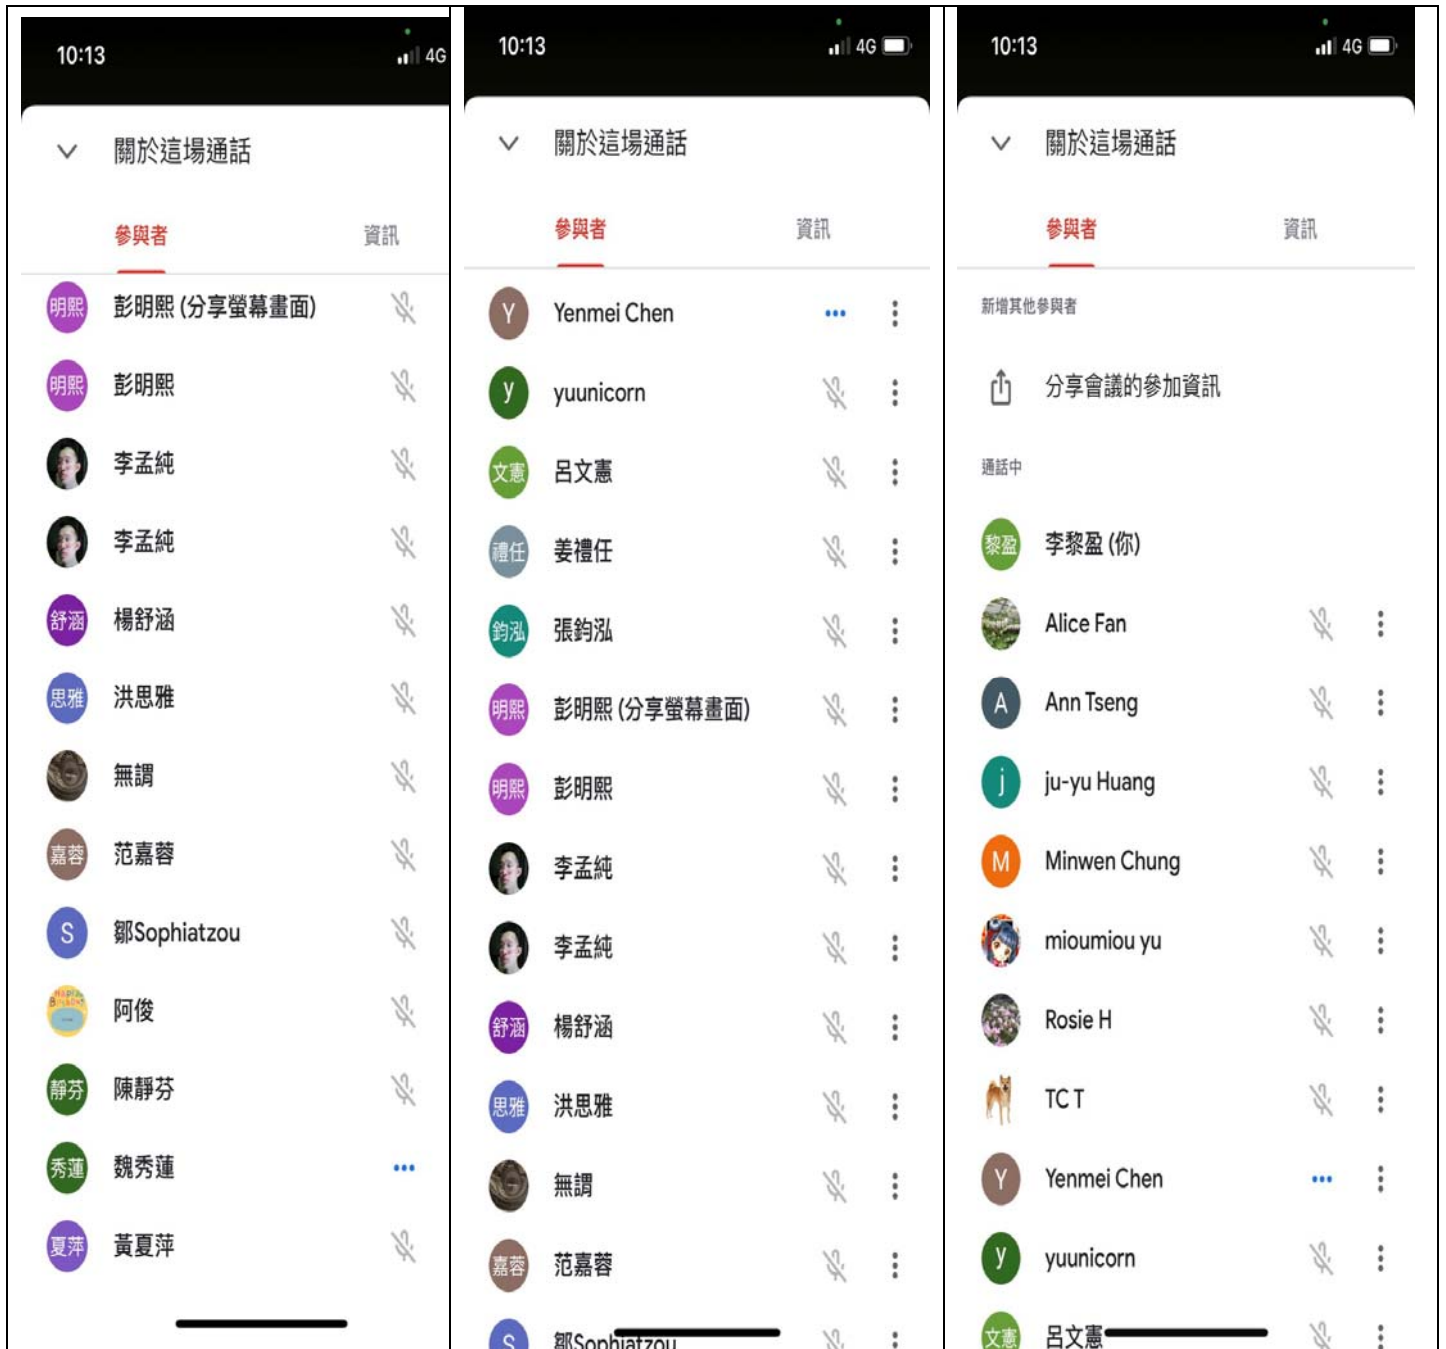 10:13
4G
關於這場通話
參與者
資訊
明熙
彭明熙 (分享螢幕畫面)
明熙
彭明熙
李孟純
李孟純
舒涵
楊舒涵
思雅
洪思雅
無謂
嘉蓉
范嘉蓉
S
鄒Sophiatzou
阿俊
靜芬
陳靜芬
秀蓮
魏秀蓮
夏萍
黃夏萍
10:13
4G
關於這場通話
參與者
資訊
Y
Yenmei Chen
y
yuunicorn
文憲
呂文憲
禮任
姜禮任
鈞泓
張鈞泓
明熙
彭明熙 (分享螢幕畫面)
明熙
彭明熙
李孟純
李孟純
舒涵
楊舒涵
思雅
洪思雅
無謂
嘉蓉
范嘉蓉
S
鄒Sophiatzou
10:13
4G
關於這場通話
參與者
資訊
新增其他參與者
分享會議的參加資訊
通話中
黎盈
李黎盈 (你)
Alice Fan
A
Ann Tseng
j
ju-yu Huang
M
Minwen Chung
mioumiou yu
Rosie H
TC T
Y
Yenmei Chen
y
yuunicorn
文憲
呂文憲